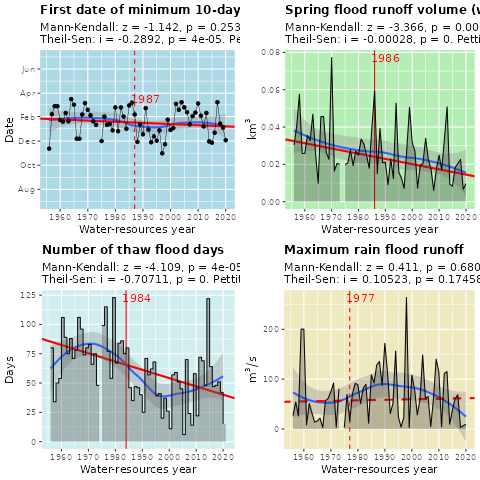 First date of minimum 10-day
Mann-Kendall: z = -1.142, p = 0.253
Theil-Sen: i = -0.2892, p = 4e-05. Pet
1987
Jun
Apr
Feb
Dec
Oct
Aug
Date
1960 1970 1980 1990 2000 2010 2020
Water-resources year
Spring flood runoff volume (w
Mann-Kendall: z = -3.366, p = 0.00
Theil-Sen: i = -0.00028, p = 0. Petti
1986
0.08
0.06
0.04
0.02
0.00
km³
1960 1970 1980 1990 2000 2010 2020
Water-resources year
Number of thaw flood days
Mann-Kendall: z = -4.109, p = 4e-05
Theil-Sen: i = -0.70711, p = 0. Pettit
1984
125
100
75
50
25
0
Days
1960 1970 1980 1990 2000 2010 2020
Water-resources year
Maximum rain flood runoff
Mann-Kendall: z = 0.411, p = 0.680
Theil-Sen: i = 0.10523, p = 0.17458
1977
200
100
0
m³/s
1960 1970 1980 1990 2000 2010 2020
Water-resources year